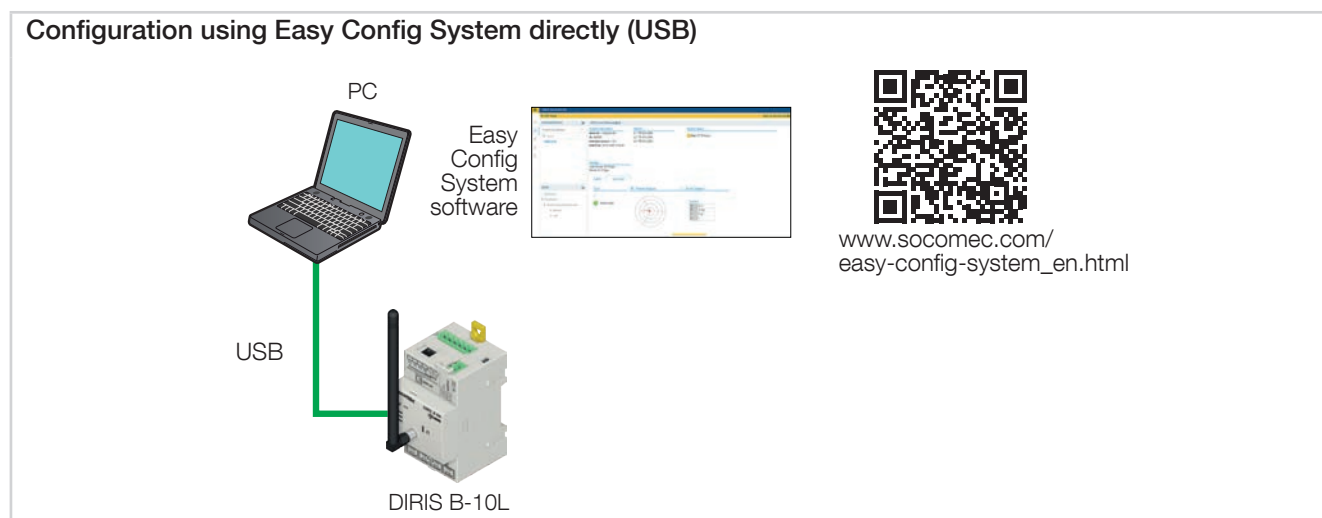 Configuration using Easy Config System directly (USB)
PC
Easy
Config
System
software
www.socomec.com/
easy-config-system_en.html
USB
DIRIS B-10L